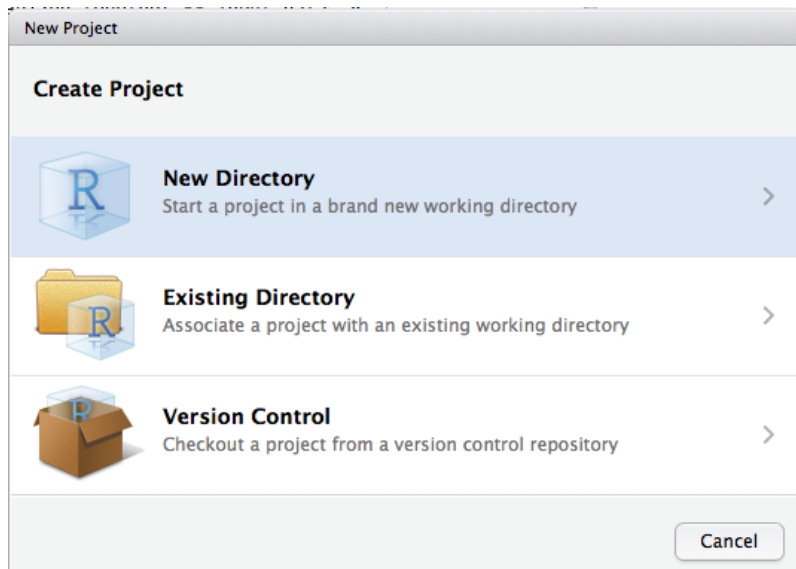 New Project
Create Project
R
New Directory
Start a project in a brand new working directory
R
Existing Directory
Associate a project with an existing working directory
R
Version Control
Checkout a project from a version control repository
Cancel